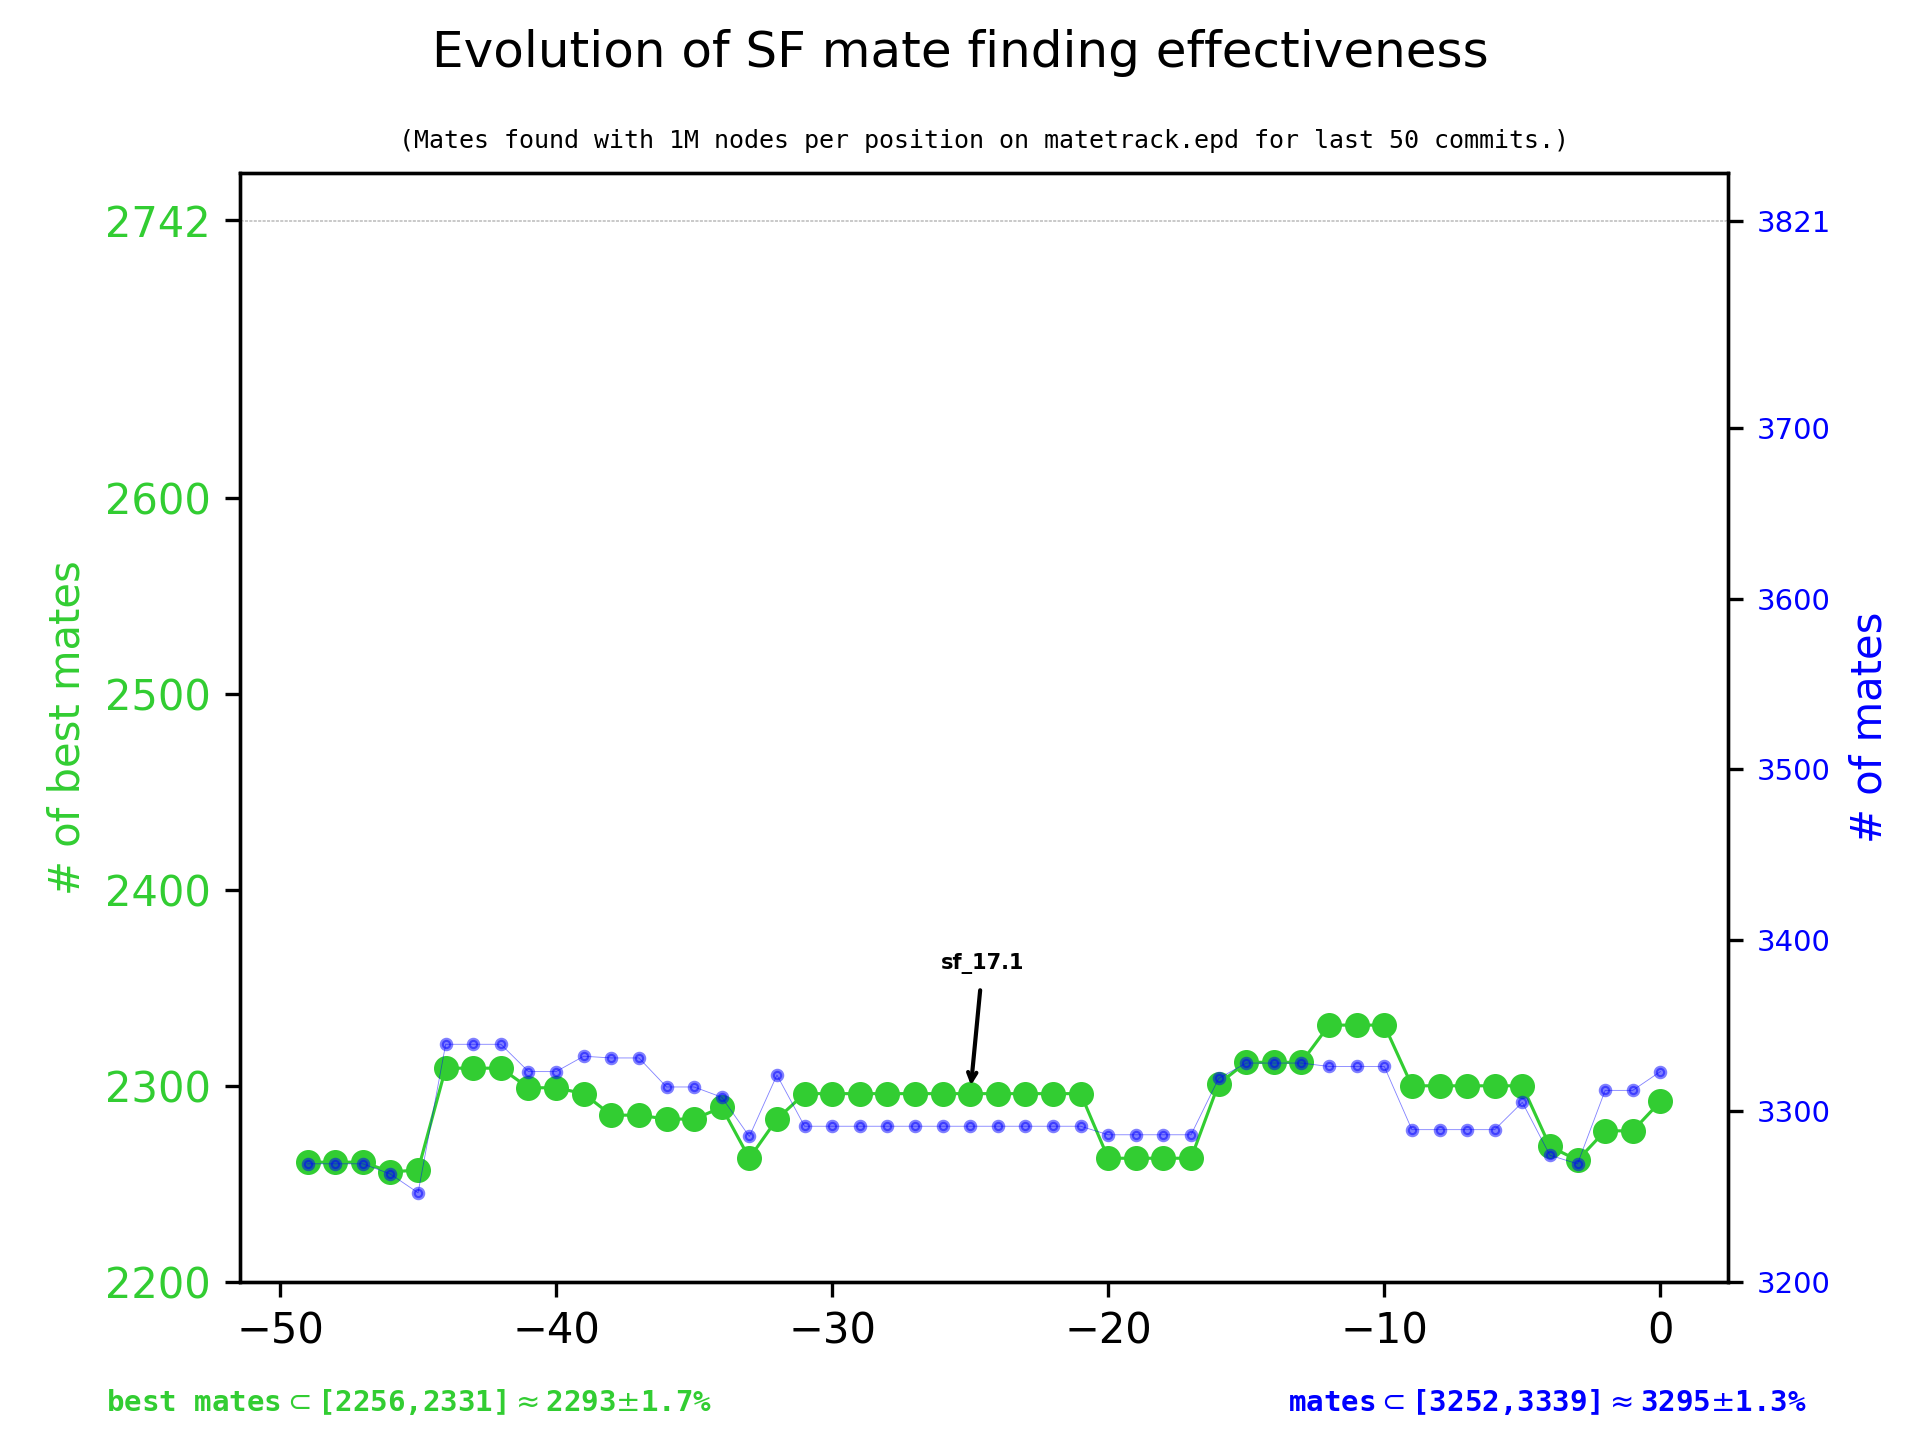 Evolution of SF mate finding effectiveness
(Mates found with 1M nodes per position on matetrack.epd for last 50 commits.)
2742
2600
2500
2400
2300
2200
# of best mates
3821
3700
3600
3500
3400
3300
3200
# of mates
sf_17.1
−50 −40 −30 −20 −10 0
best mates ⊂ [2256,2331] ≈ 2293±1.7%
mates ⊂ [3252,3339] ≈ 3295±1.3%